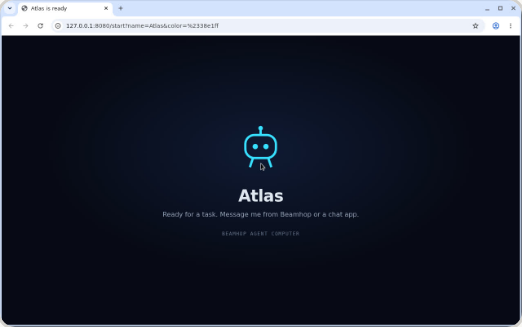 Atlas is ready
127.0.0.1:8080/start?name=Atlas&color=%2338e1ff
Atlas
Ready for a task. Message me from Beamhop or a chat app.
BEAMHOP AGENT COMPUTER